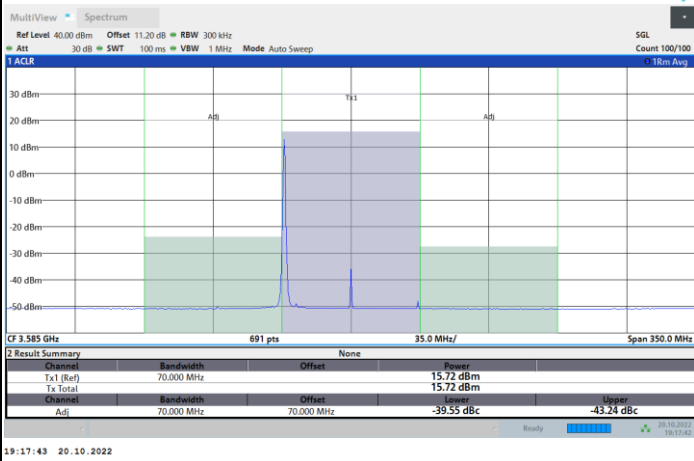 MultiView Spectrum
Ref Level 40.00 dBm Offset 11.20 dB RBW 300 kHz SGL
Att 30 dB SWT 100 ms VBW 1 MHz Mode Auto Sweep Count 100/100
1 ACLR 1Rm Avg
30 dBm
Tx1
20 dBm Adj Adj
10 dBm
0 dBm
-10 dBm
-20 dBm
-30 dBm
-40 dBm
-50 dBm
CF 3.585 GHz 691 pts 35.0 MHz/ Span 350.0 MHz
2 Result Summary None
Channel Bandwidth Offset Power
Tx1 (Ref) 70.000 MHz 15.72 dBm
Tx Total 15.72 dBm
Channel Bandwidth Offset Lower Upper
Adj 70.000 MHz 70.000 MHz -39.55 dBc -43.24 dBc
Ready 20.10.2022
19:17:42
19:17:43 20.10.2022